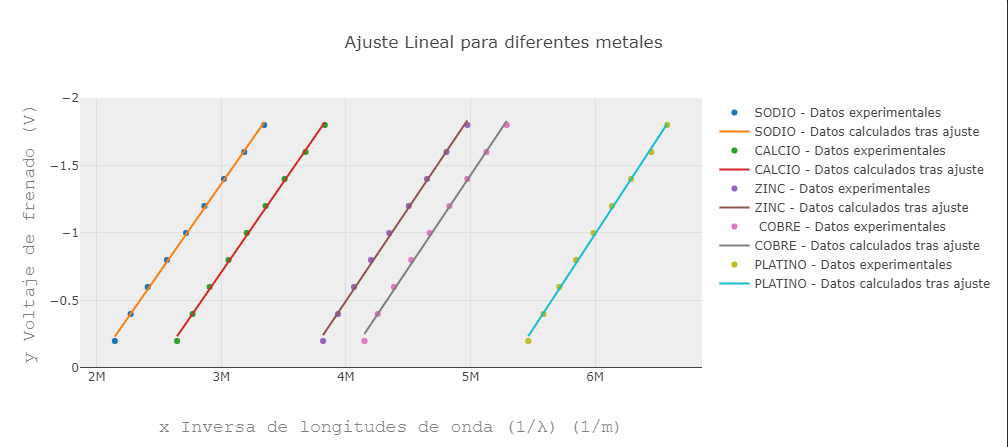 Ajuste Lineal para diferentes metales
y Voltaje de frenado (V)
−2
−1.5
−1
−0.5
0
2M
3M
4M
5M
6M
x Inversa de longitudes de onda (1/λ) (1/m)
SODIO - Datos experimentales
SODIO - Datos calculados tras ajuste
CALCIO - Datos experimentales
CALCIO - Datos calculados tras ajuste
ZINC - Datos experimentales
ZINC - Datos calculados tras ajuste
COBRE - Datos experimentales
COBRE - Datos calculados tras ajuste
PLATINO - Datos experimentales
PLATINO - Datos calculados tras ajuste